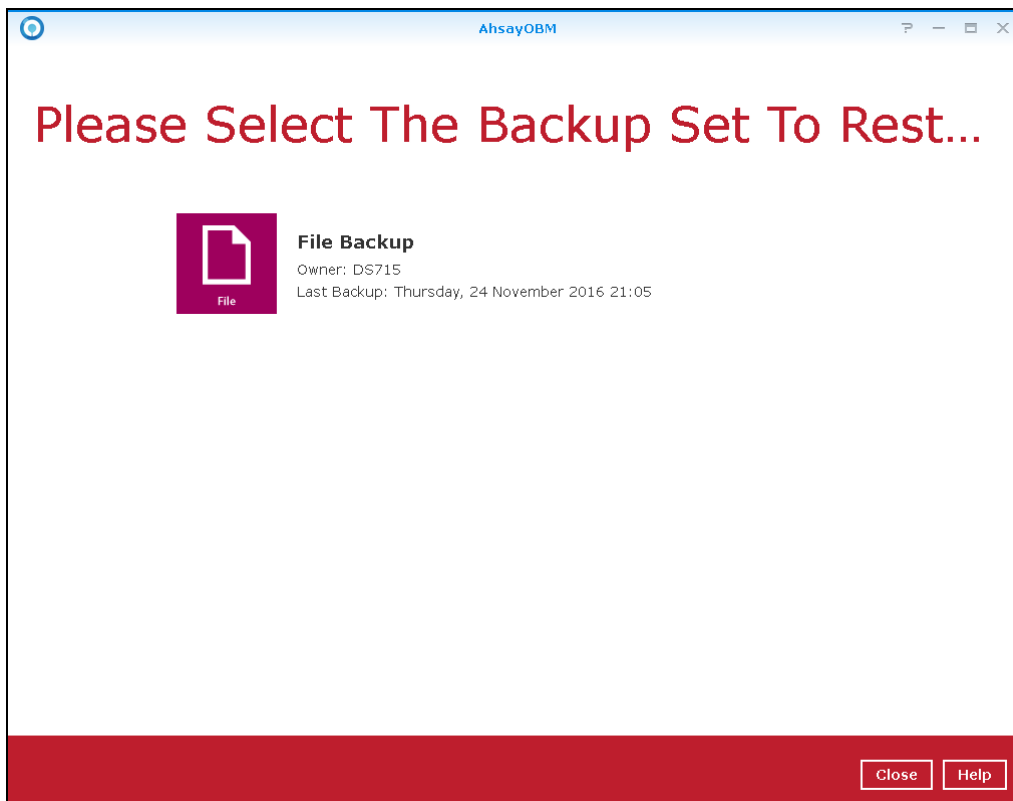 AhsayOBM
Please Select The Backup Set To Rest...
File
File Backup
Owner: DS715
Last Backup: Thursday, 24 November 2016 21:05
Close
Help